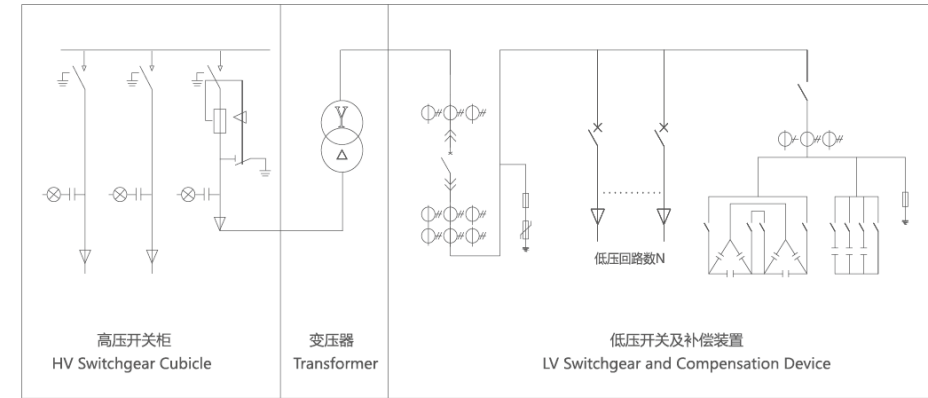 低压回路数N
高压开关柜
HV Switchgear Cubicle
变压器
Transformer
低压开关及补偿装置
LV Switchgear and Compensation Device